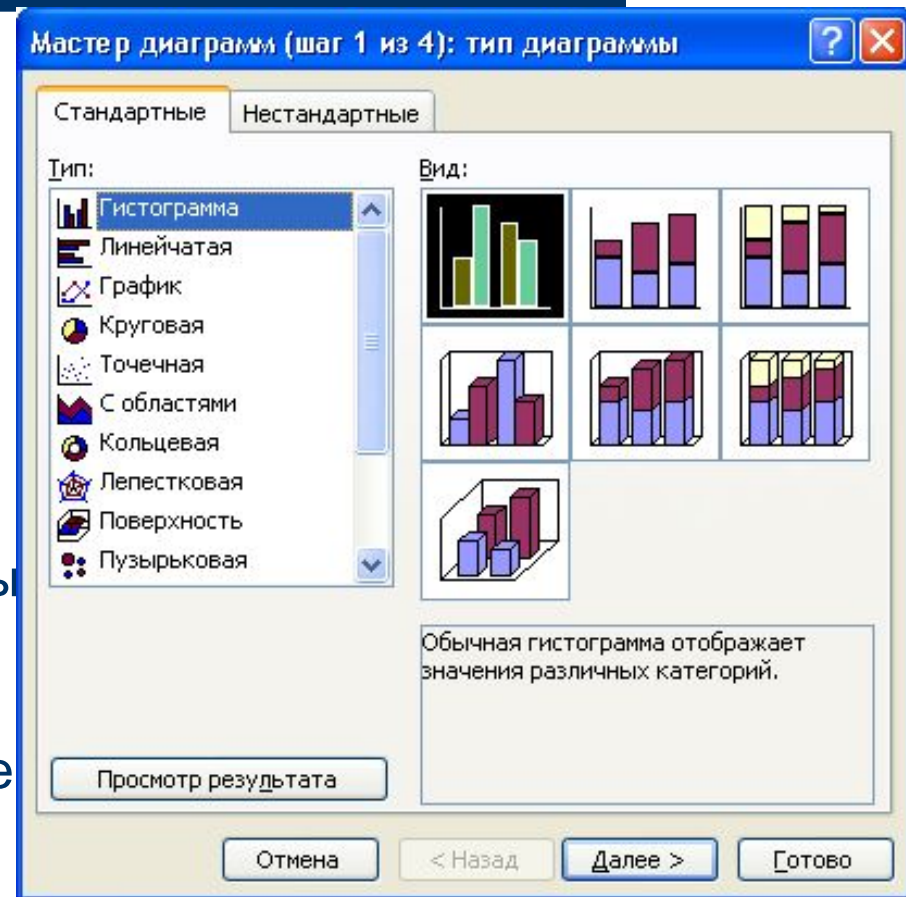 Мастер диаграмм (шаг 1 из 4): тип диаграммы
Стандартные Нестандартные
Тип: Вид:
Гистограмма
Линейчатая
График
Круговая
Точечная
С областями
Кольцевая
Лепестковая
Поверхность
Пузырьковая
ы
Обычная гистограмма отображает
значения различных категорий.
е
Просмотр результата
Отмена < Назад Далее > Готово